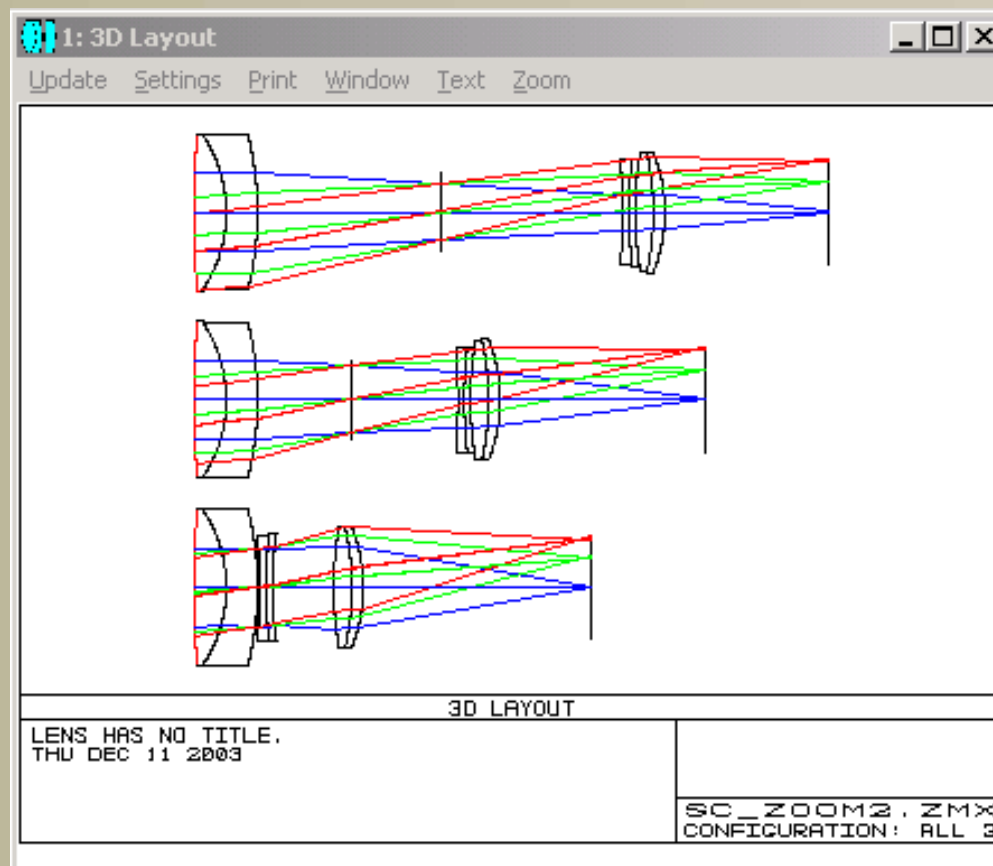 1: 3D Layout
Update Settings Print Window Text Zoom
3D LAYOUT
LENS HAS NO TITLE.
THU DEC 11 2003
SC_ZOOM2.ZMX
CONFIGURATION: ALL 3